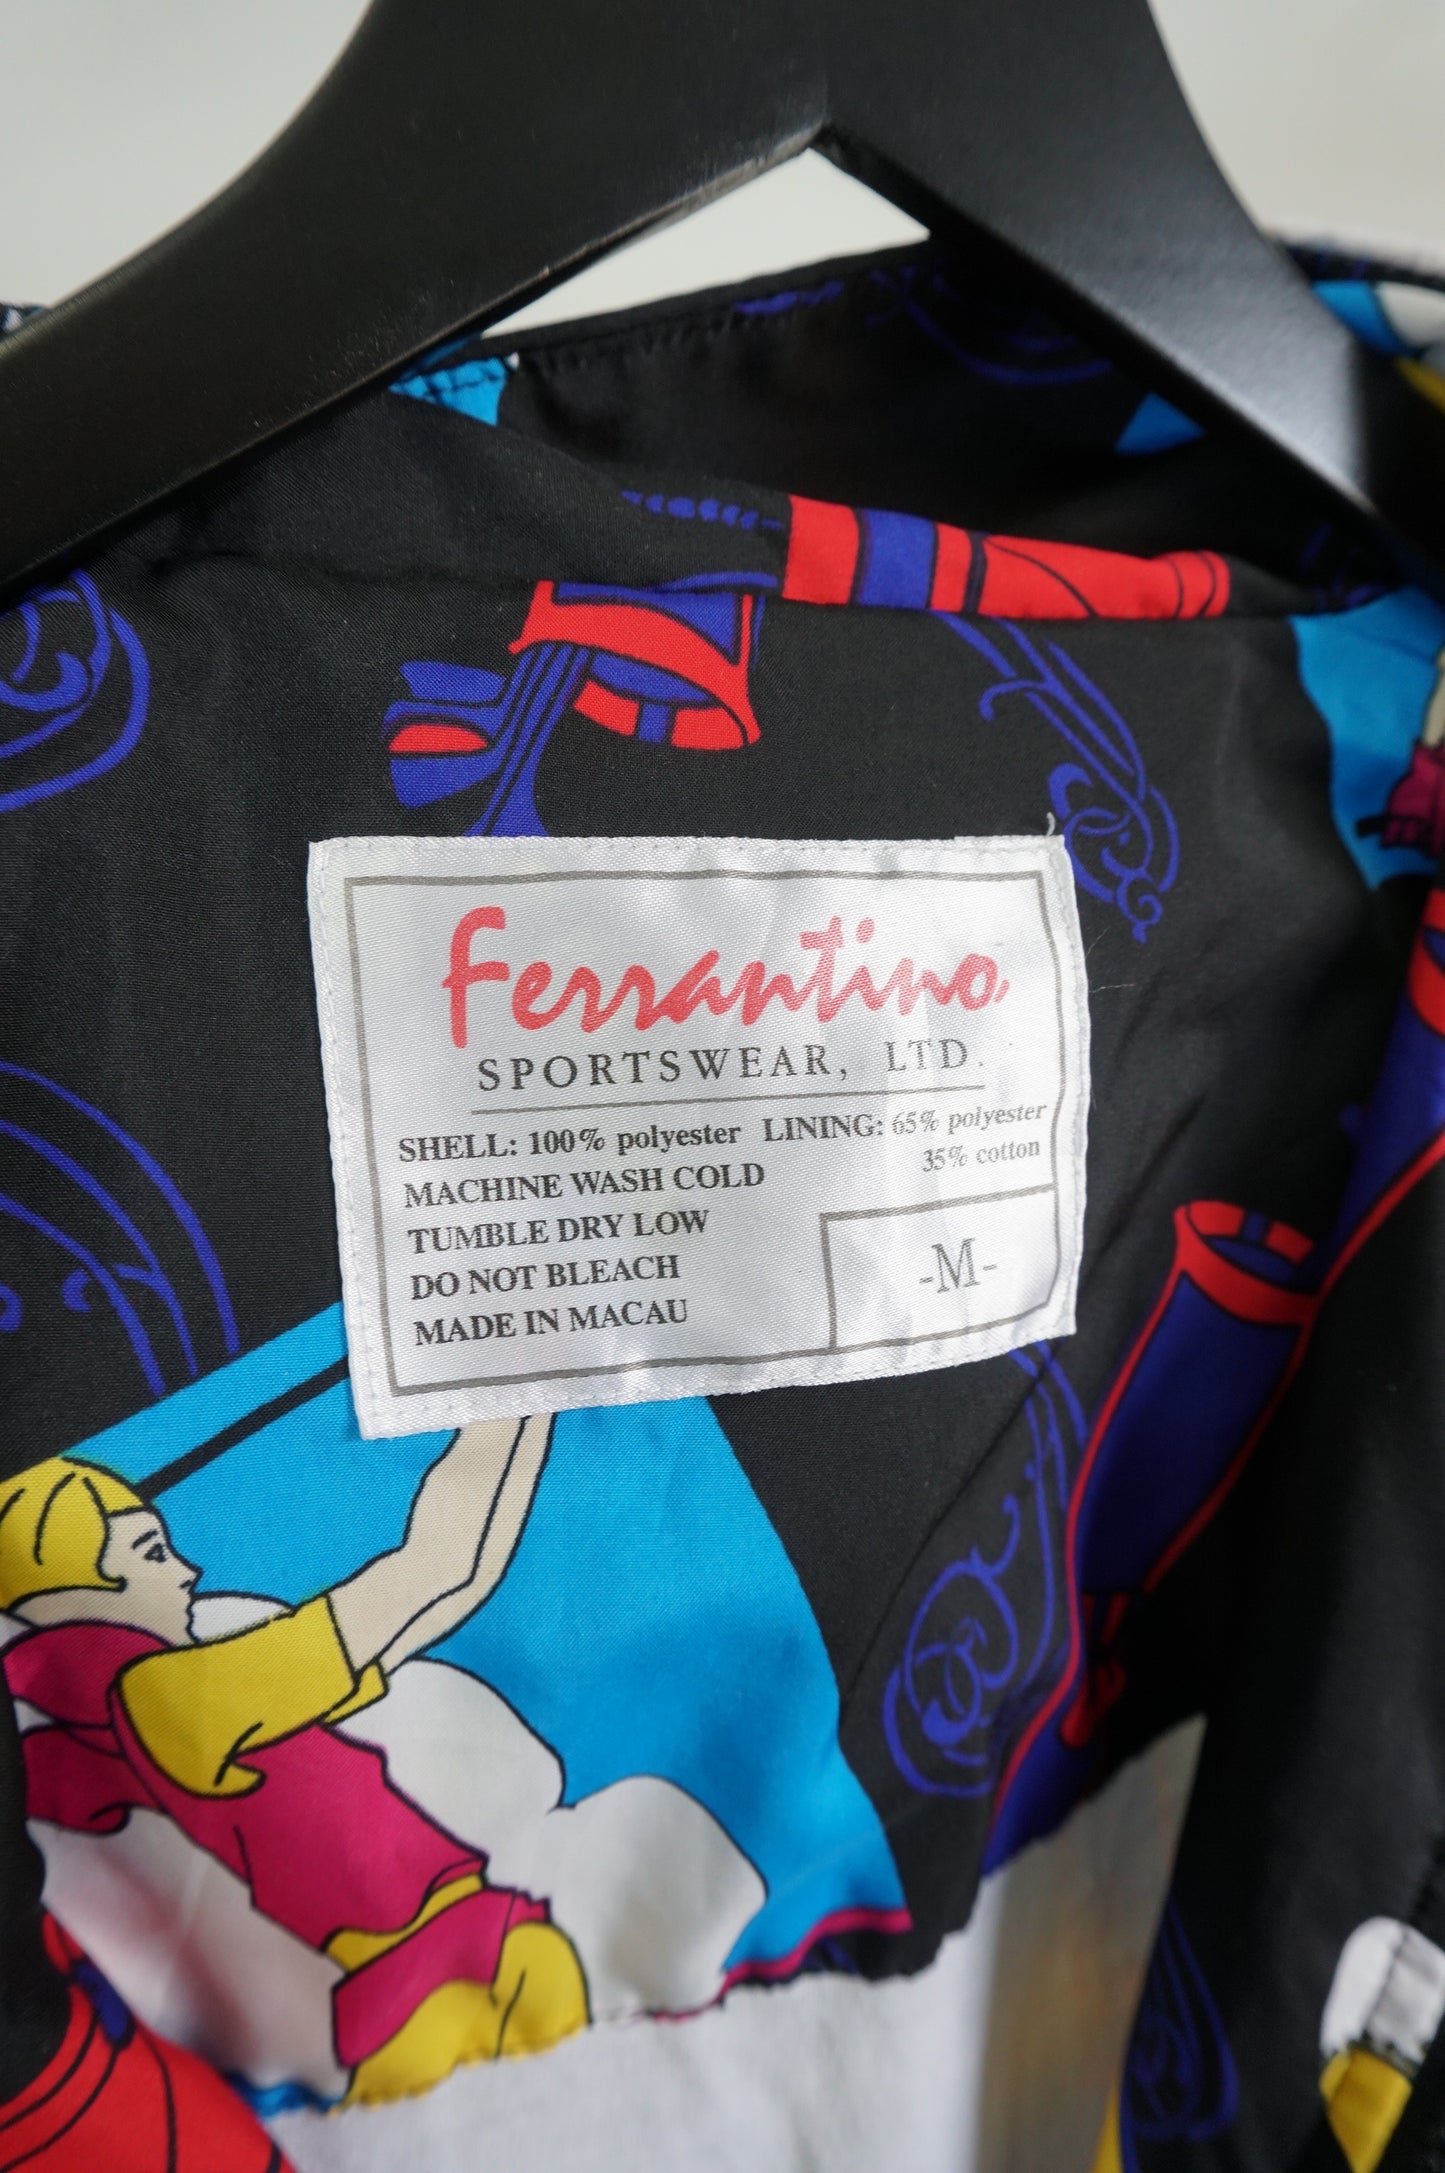 Ferrantino,
SPORTSWEAR, LTD.
SHELL: 100% polyester LINING: 65% polyester
35% cotton
MACHINE WASH COLD
TUMBLE DRY LOW
DO NOT BLEACH
MADE IN MACAU
-M-